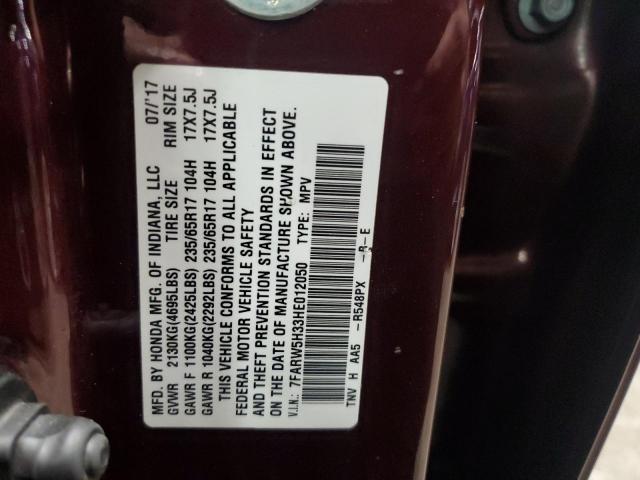 MFD. BY HONDA MFG. OF INDIANA, LLC 07/'17
GVWR 2130KG(4695LBS) TIRE SIZE RIM SIZE
GAWR F 1100KG(2425LBS) 235/65R17 104H 17X7.5J
GAWR R 1040KG(2292LBS) 235/65R17 104H 17X7.5J
THIS VEHICLE CONFORMS TO ALL APPLICABLE
FEDERAL MOTOR VEHICLE SAFETY
AND THEFT PREVENTION STANDARDS IN EFFECT
ON THE DATE OF MANUFACTURE SHOWN ABOVE.
V.I.N.: 7FARW5H33HE012050 TYPE: MPV
TNV H AA5 -R548PX -R-E